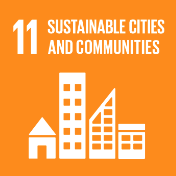 11 SUSTAINABLE CITIES
AND COMMUNITIES